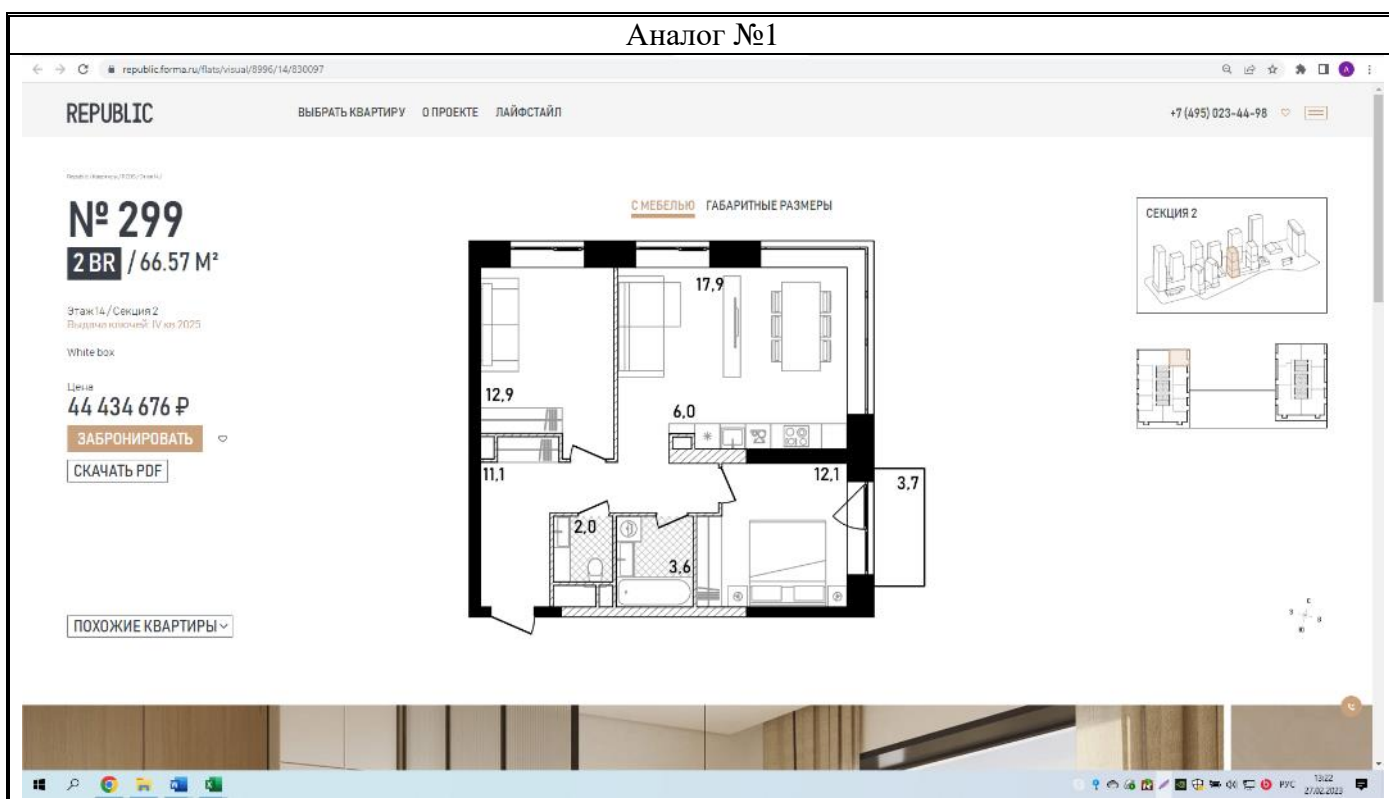 Аналог №1
republic.forma.ru/flats/visual/8996/14/830097
REPUBLIC
ВЫБРАТЬ КВАРТИРУ О ПРОЕКТЕ ЛАЙФСТАЙЛ
+7 (495) 023-44-98
№ 299
2 BR / 66.57 М²
Этаж 14 / Секция 2
Выдача ключей: IV кв 2025
White box
Цена
44 434 676 ₽
ЗАБРОНИРОВАТЬ
СКАЧАТЬ PDF
ПОХОЖИЕ КВАРТИРЫ
С МЕБЕЛЬЮ ГАБАРИТНЫЕ РАЗМЕРЫ
17,9
12,9
6,0
11,1
12,1
3,7
2,0
3,6
СЕКЦИЯ 2
РУС
13:22
27.02.2023